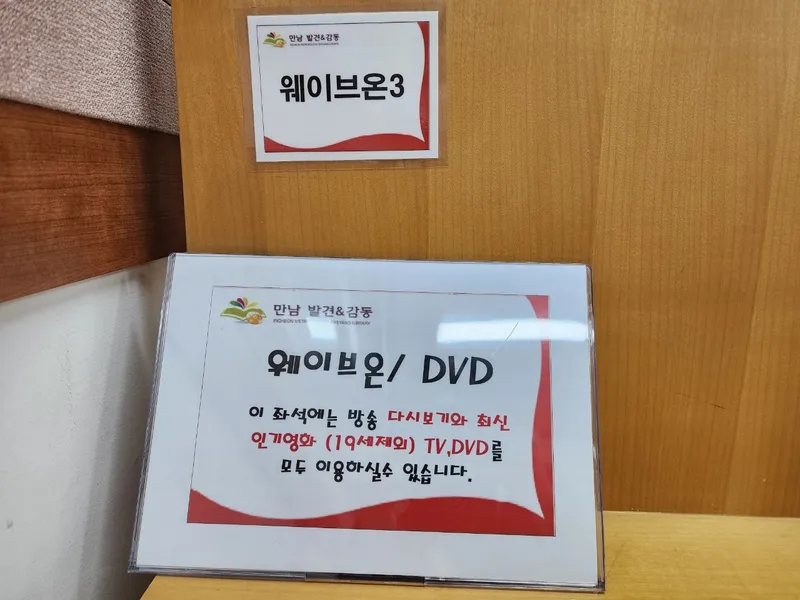 만남 발견&감동
웨이브온3
만남 발견&감동
웨이브온/ DVD
이 좌석에는 방송 다시보기와 최신
인기영화 (19세제외) TV,DVD를
모두 이용하실수 있습니다.